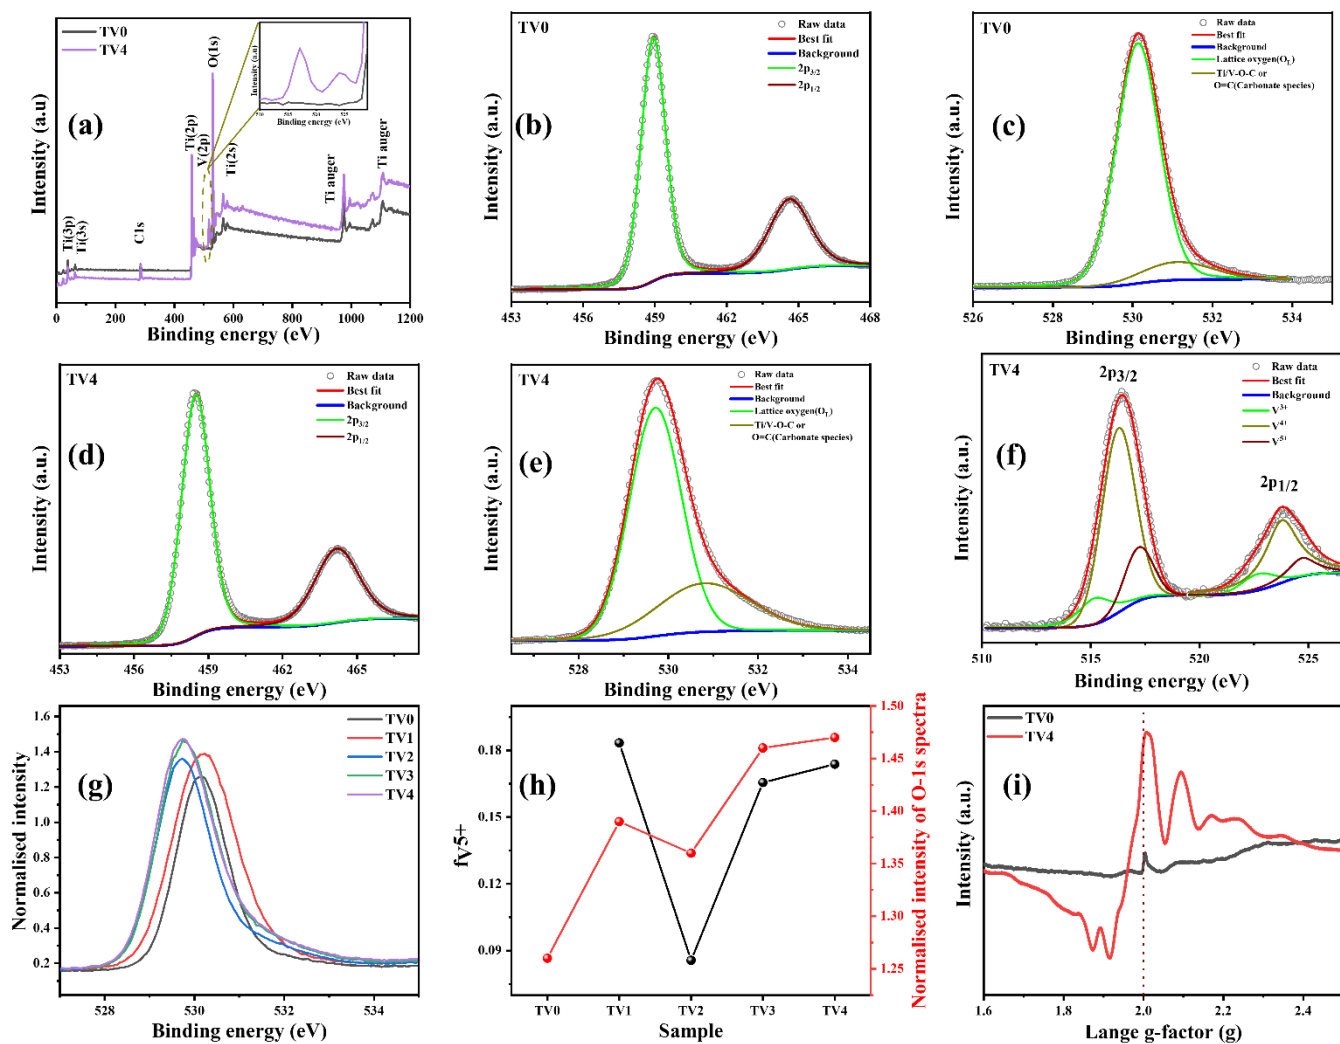 (a)
TV0
TV4
Intensity (a.u)
Ti(3p)
Ti(3s)
C1s
Ti(2p)
V(2p)
O(1s)
Ti(2s)
Ti auger
Ti auger
Intensity (a.u)
510 515 520 525
Binding energy (eV)
0 200 400 600 800 1000 1200
Binding energy (eV)
TV0
(b)
Raw data
Best fit
Background
2p3/2
2p1/2
Intensity (a.u.)
453 456 459 462 465 468
Binding energy (eV)
TV0
(c)
Raw data
Best fit
Background
Lattice oxygen(OL)
Ti/V-O-C or
O=C(Carbonate species)
Intensity (a.u.)
526 528 530 532 534
Binding energy (eV)
TV4
(d)
Raw data
Best fit
Background
2p3/2
2p1/2
Intensity (a.u.)
453 456 459 462 465
Binding energy (eV)
TV4
(e)
Raw data
Best fit
Background
Lattice oxygen(OL)
Ti/V-O-C or
O=C(Carbonate species)
Intensity (a.u.)
528 530 532 534
Binding energy (eV)
TV4
(f)
2p3/2
2p1/2
Raw data
Best fit
Background
V3+
V4+
V5+
Intensity (a.u.)
510 515 520 525
Binding energy (eV)
(g)
TV0
TV1
TV2
TV3
TV4
Normalised intensity
1.6
1.4
1.2
1.0
0.8
0.6
0.4
0.2
528 530 532 534
Binding energy (eV)
(h)
fV5+
0.18
0.15
0.12
0.09
TV0 TV1 TV2 TV3 TV4
Sample
1.50
1.45
1.40
1.35
1.30
1.25
Normalised intensity of O-1s spectra
(i)
TV0
TV4
Intensity (a.u.)
1.6 1.8 2.0 2.2 2.4
Lange g-factor (g)